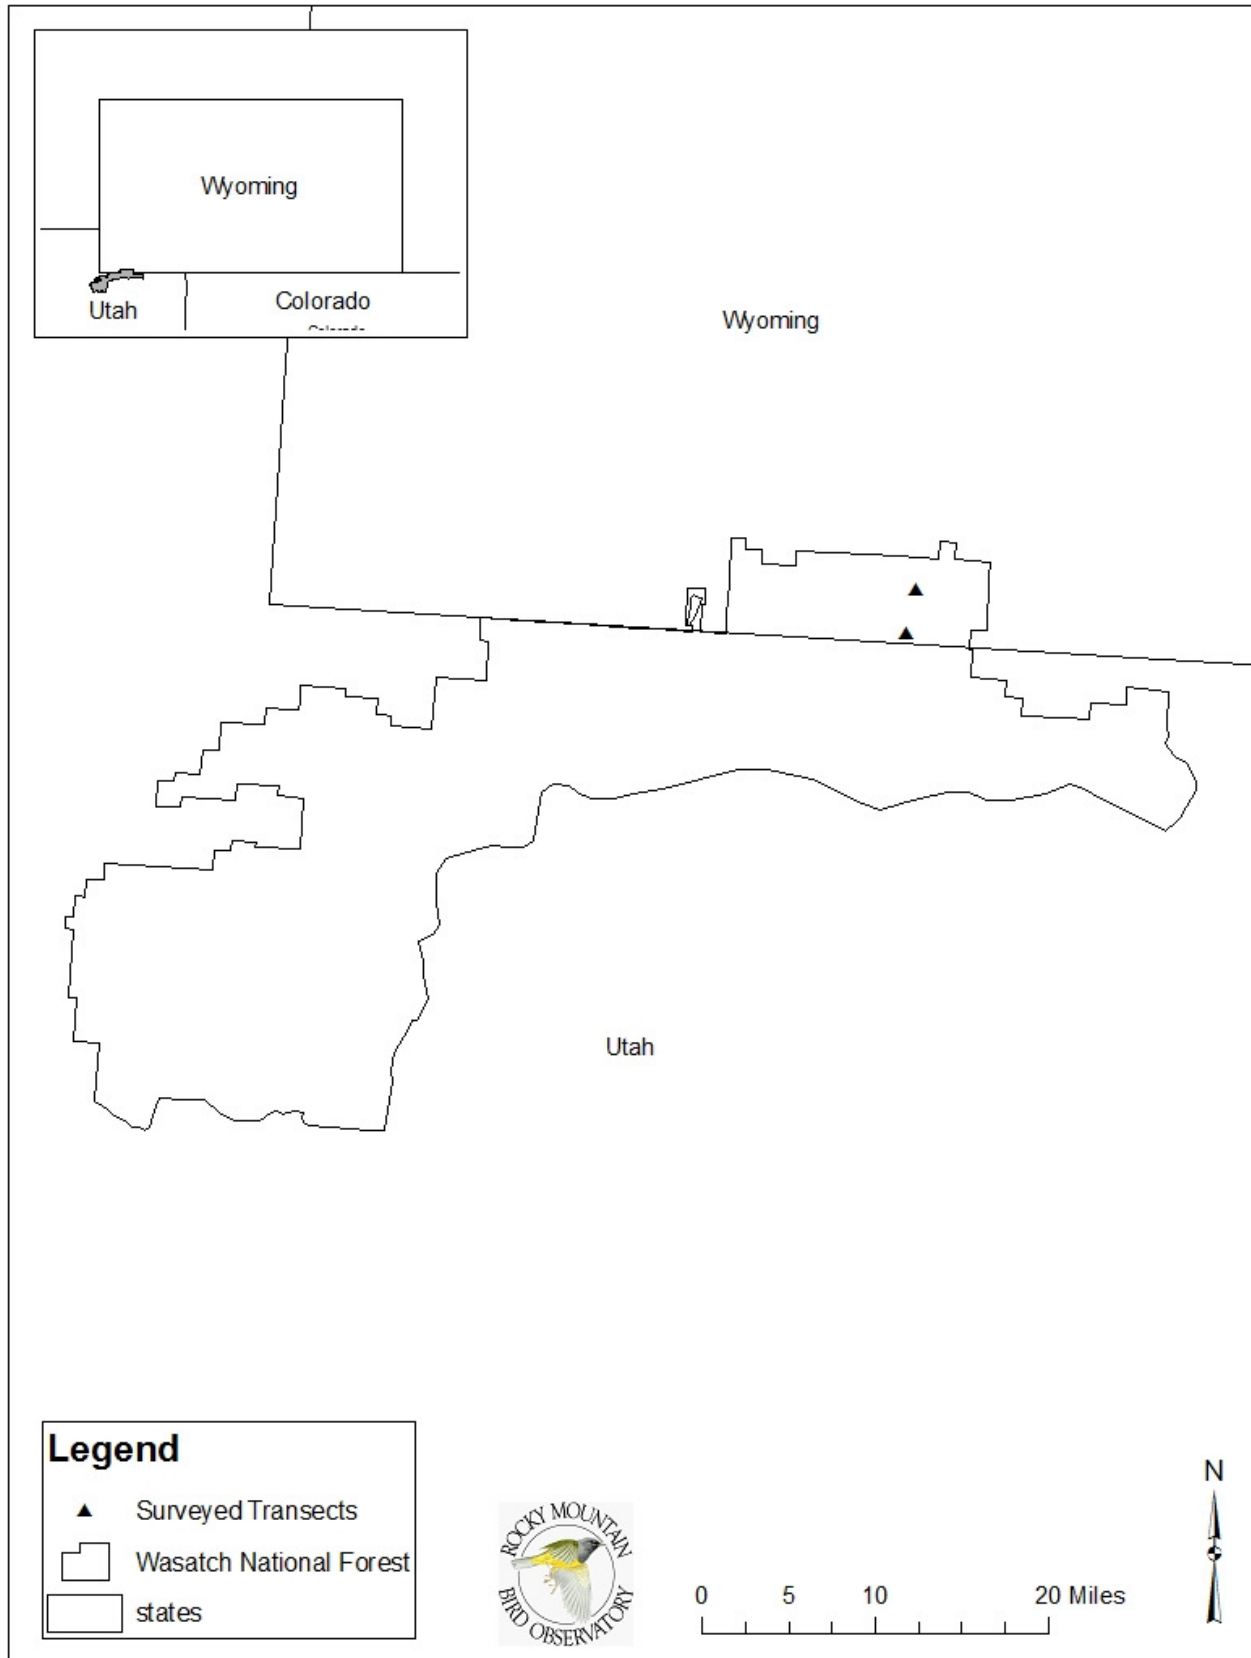 Wyoming
Utah
Colorado
Colorado
Wyoming
Utah
Legend
Surveyed Transects
Wasatch National Forest
states
ROCKY MOUNTAIN
BIRD OBSERVATORY
0 5 10 20 Miles
N